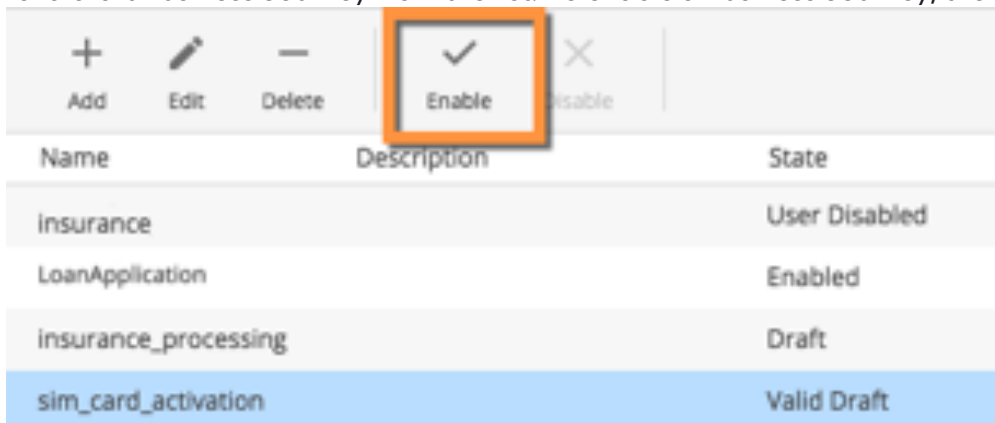 Add Edit Delete Enable
Name Description State
insurance User Disabled
LoanApplication Enabled
insurance_processing Draft
sim_card_activation Valid Draft